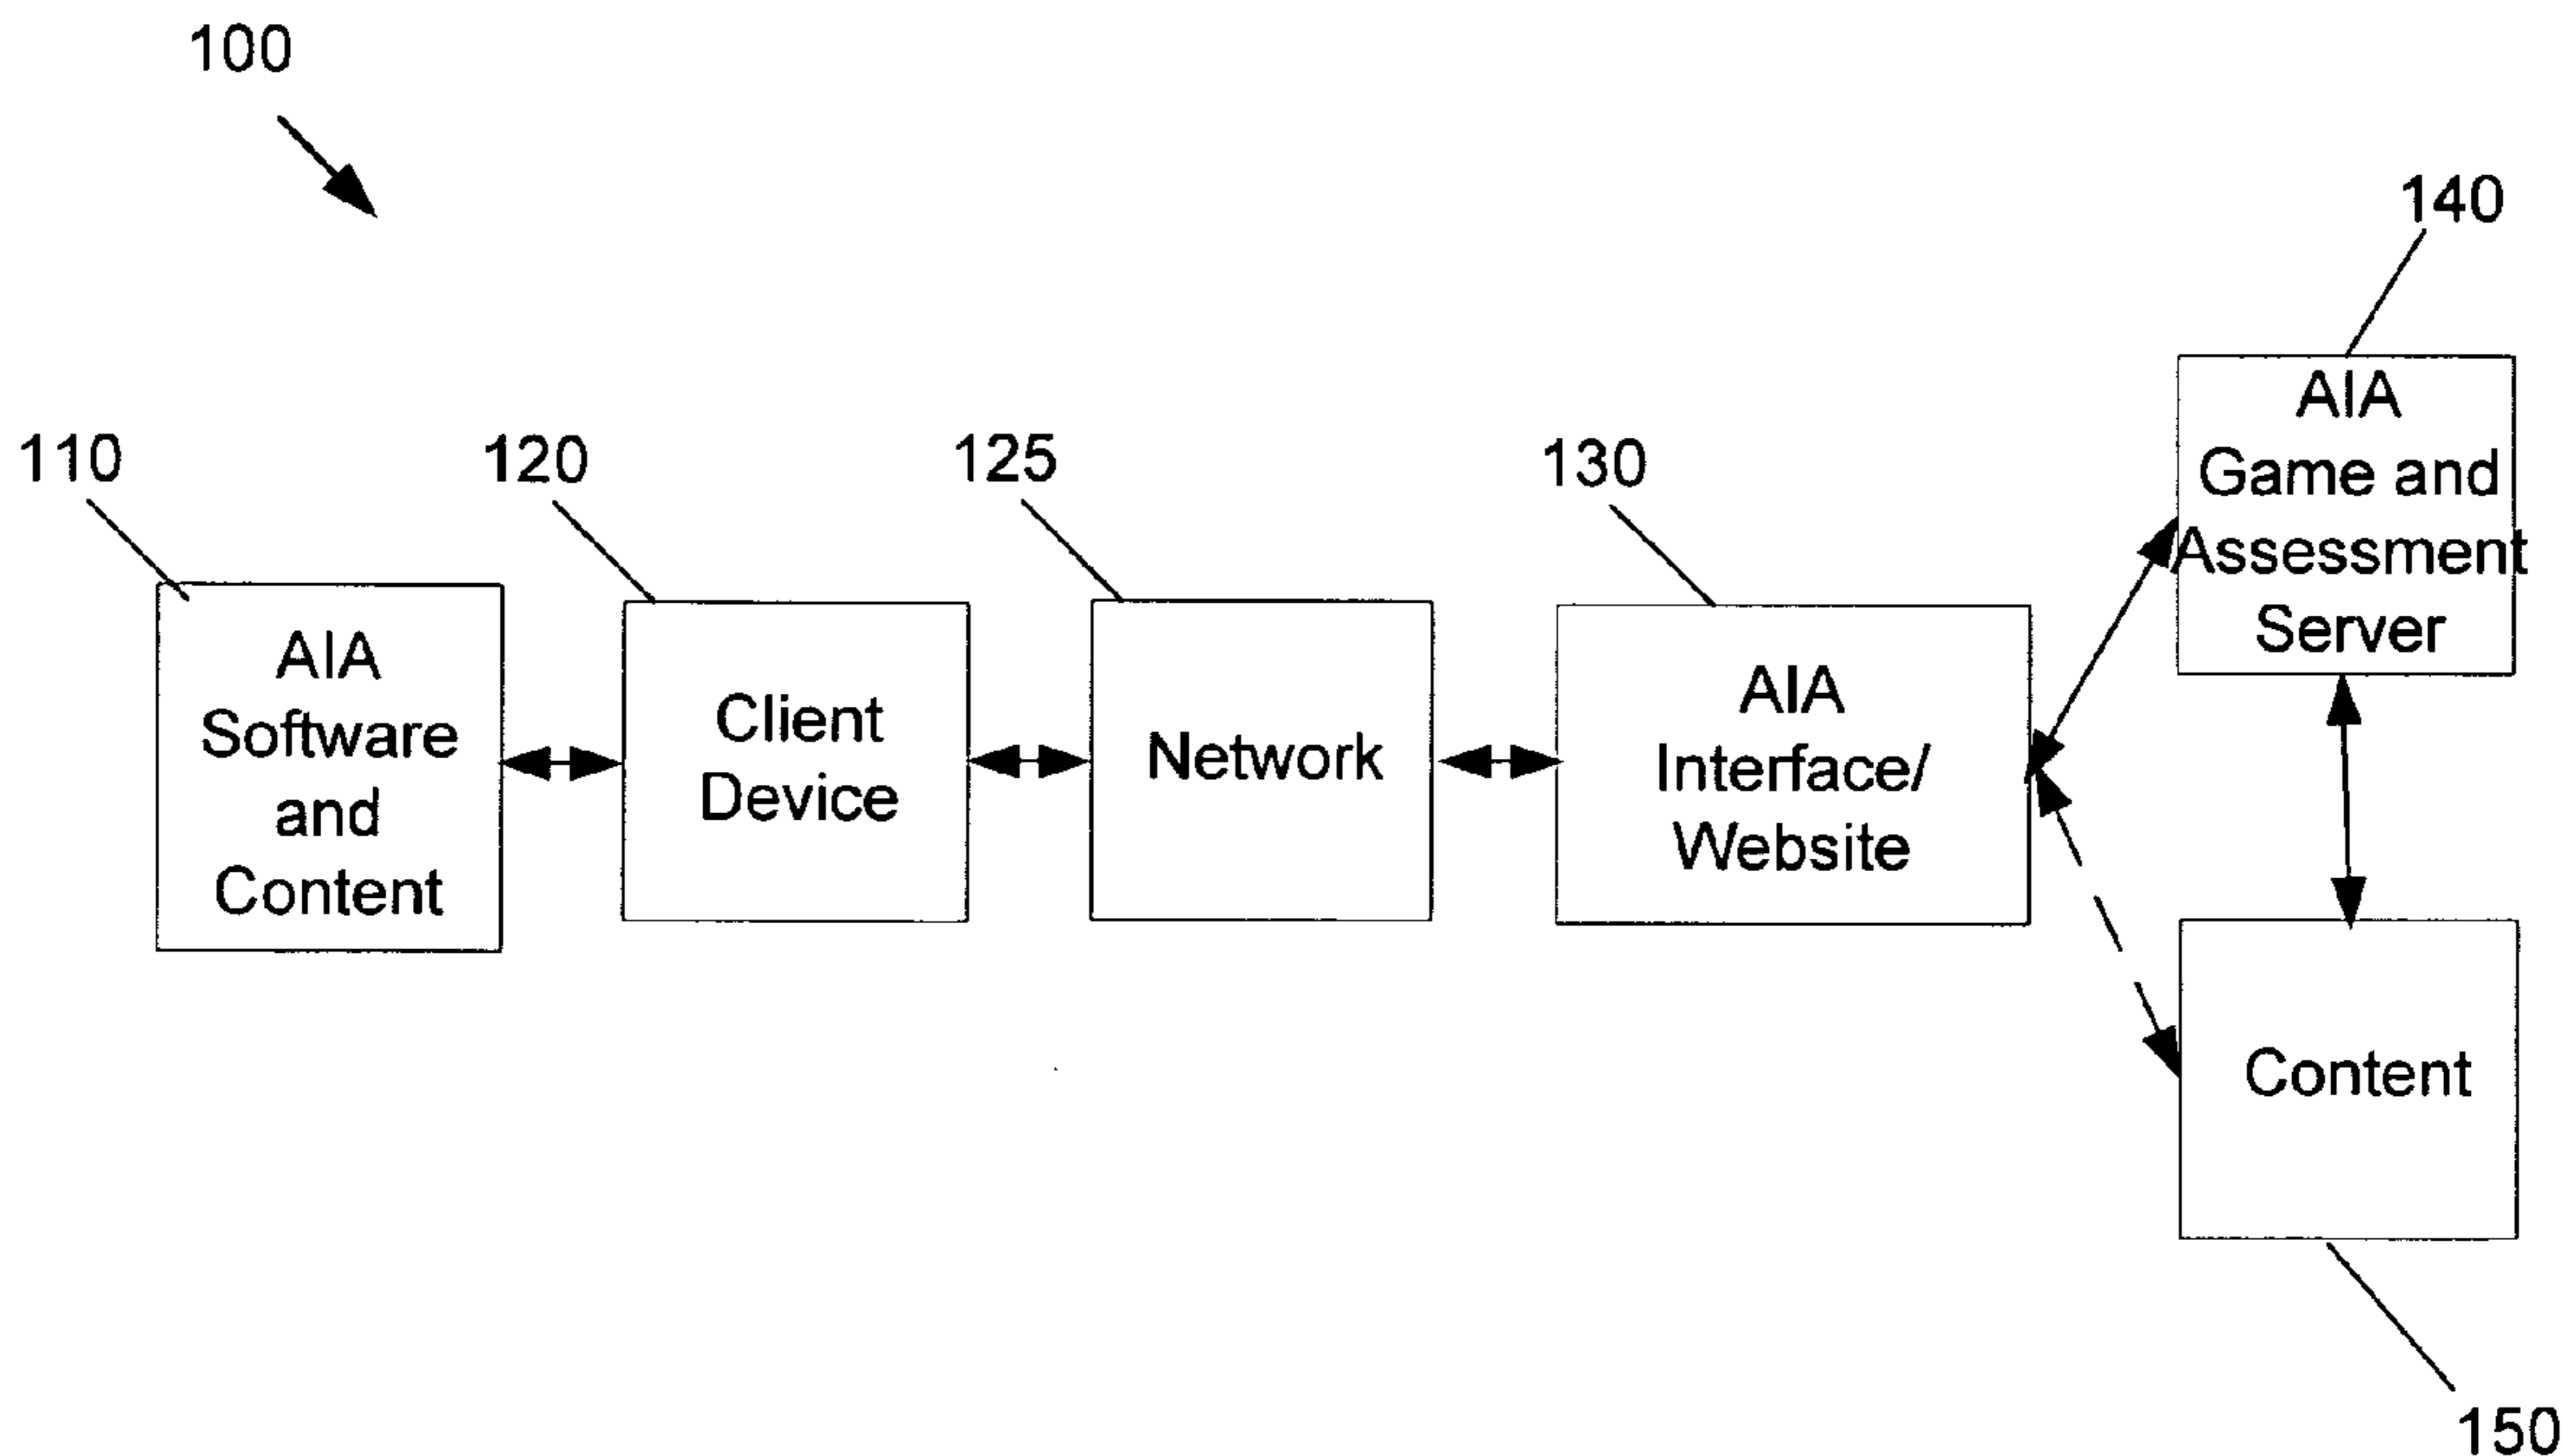 100
140
110
120
125
130
AIA
Game and
Assessment
Server
AIA
Software
and
Content
Client
Device
Network
AIA
Interface/
Website
Content
150